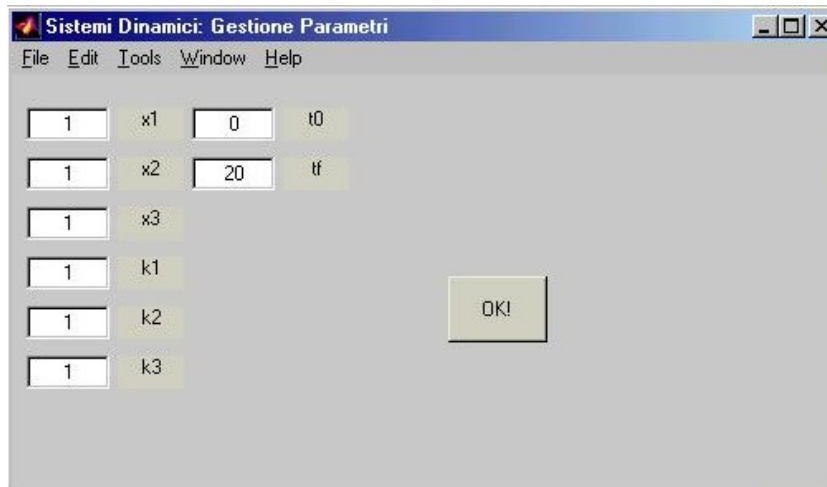 Sistemi Dinamici: Gestione Parametri
File Edit Tools Window Help
1 x1 0 t0
1 x2 20 tf
1 x3
1 k1
OK!
1 k2
1 k3